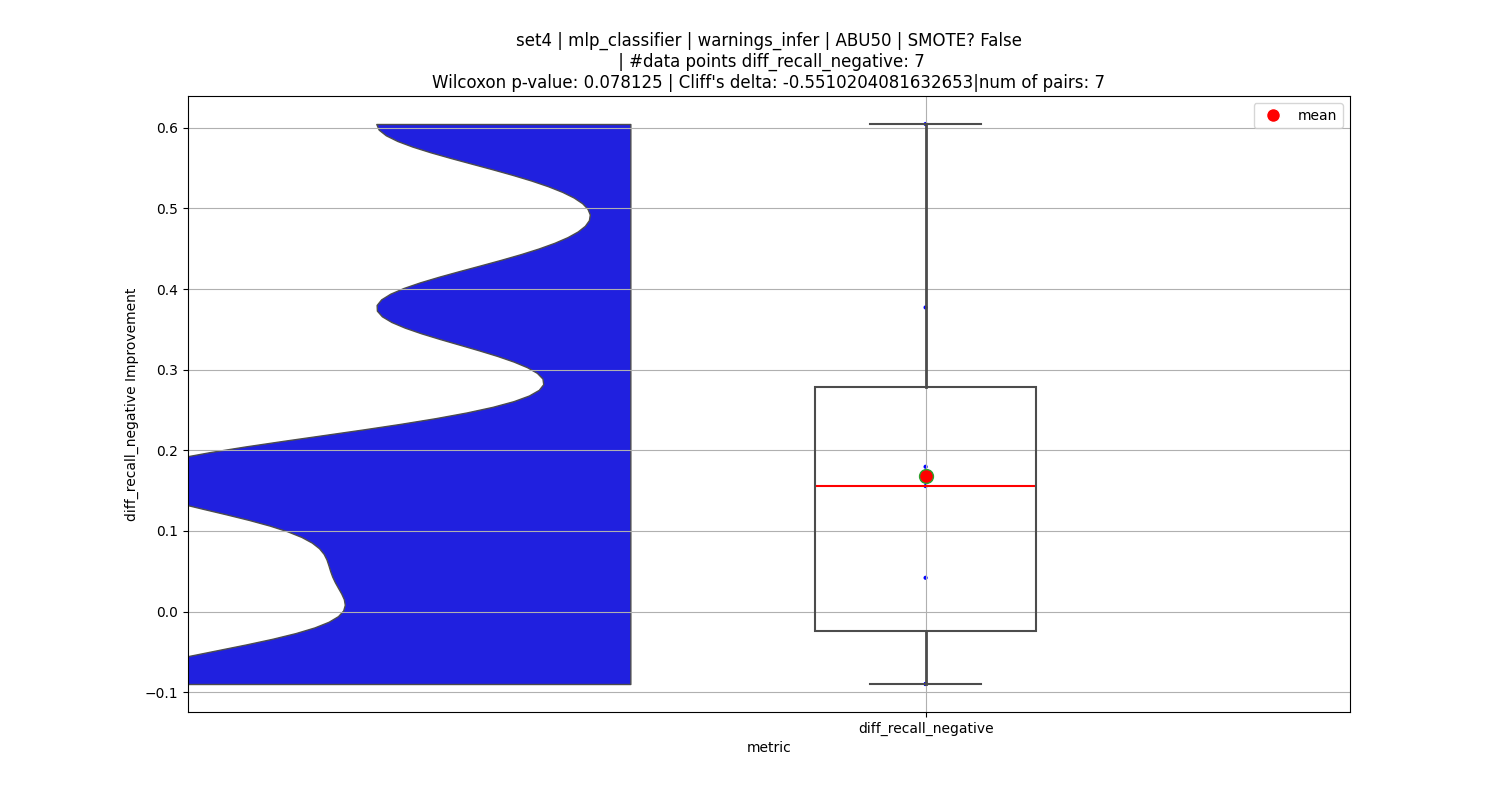 set4 | mlp_classifier | warnings_infer | ABU50 | SMOTE? False
| #data points diff_recall_negative: 7
Wilcoxon p-value: 0.078125 | Cliff's delta: -0.5510204081632653|num of pairs: 7
mean
0.6
0.5
0.4
0.3
0.2
0.1
0.0
−0.1
diff_recall_negative Improvement
diff_recall_negative
metric